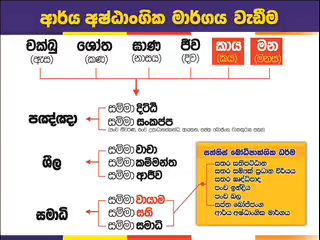 ආර්ය අෂ්ඨාංගික මාර්ගය වැඩීම
චක්ඛු ශෝත ඝාණ ජීව කාය මන
(ඇස) (කණ) (නාසය) (දිව) (කය) (මනස)
පඤ්ඤා
සම්මා දිට්ඨී
සම්මා සංකප්ප
ශීල
සම්මා වාචා
සම්මා කම්මන්ත
සම්මා ආජීව
සමාධි
සම්මා වායාම
සම්මා සති
සම්මා සමාධි
සත්තිස් බෝධිපාක්ෂික ධර්ම
සතර සතිපට්ඨාන
සතර සම්‍යක් ප්‍රධාන වීර්යය
සතර ඍද්ධිපාද
පංච ඉන්ද්‍රිය
පංච බල
සප්ත බොජ්ඣංග
ආර්ය අෂ්ඨාංගික මාර්ගය